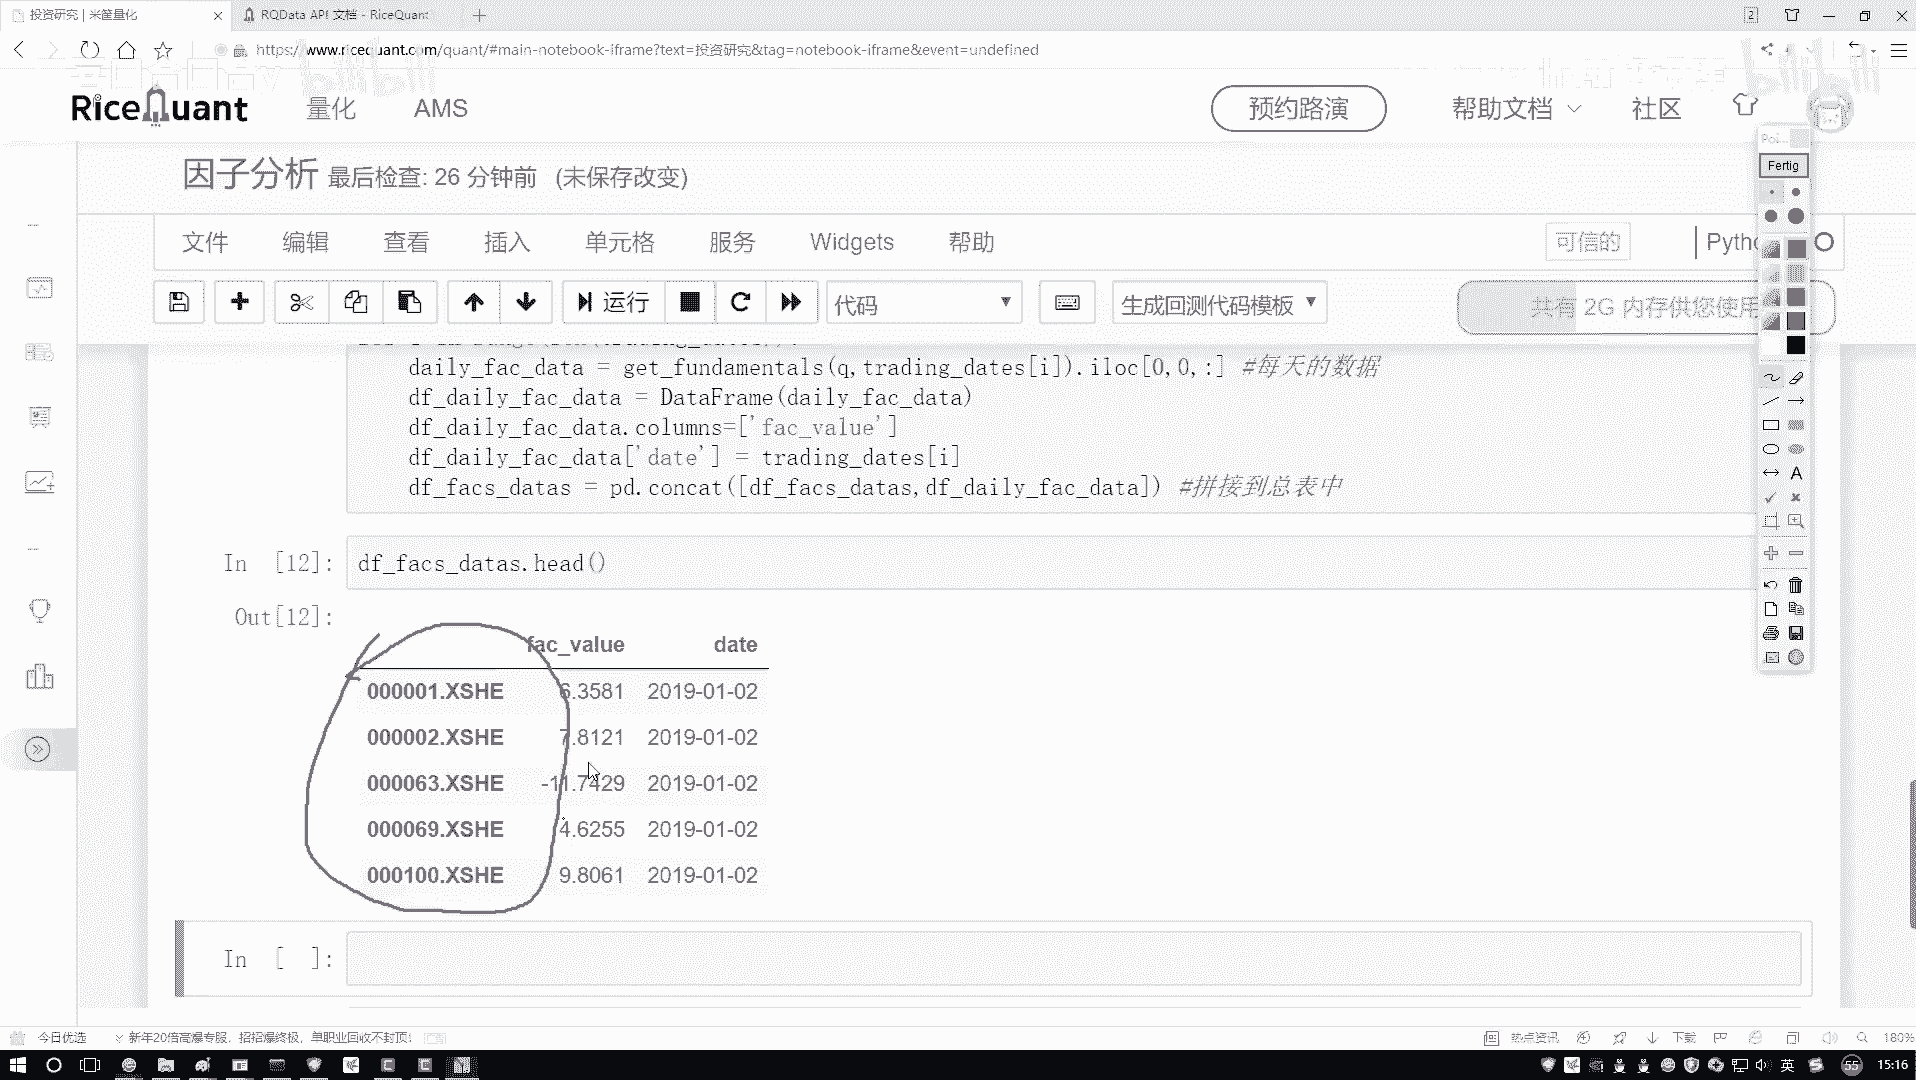 投资研究 | 米筐量化
RQData API 文档 - RiceQuant
2
https://www.ricequant.com/quant/#main-notebook-iframe?text=投资研究&tag=notebook-iframe&event=undefined
bilibili
RiceQuant 量化 AMS 预约路演 帮助文档 社区
Fertig
因子分析 最后检查: 26 分钟前 (未保存改变)
文件 编辑 查看 插入 单元格 服务 Widgets 帮助 可信的
运行 代码 生成回测代码模板 共有 2G 内存供您使用
daily_fac_data = get_fundamentals(q,trading_dates[i]).iloc[0,0,:] #每天的数据
df_daily_fac_data = DataFrame(daily_fac_data)
df_daily_fac_data.columns=['fac_value']
df_daily_fac_data['date'] = trading_dates[i]
df_facs_datas = pd.concat([df_facs_datas,df_daily_fac_data]) #拼接到总表中
In [12]: df_facs_datas.head()
Out[12]:
fac_value date
000001.XSHE 6.3581 2019-01-02
000002.XSHE 7.8121 2019-01-02
000063.XSHE -11.7429 2019-01-02
000069.XSHE 4.6255 2019-01-02
000100.XSHE 9.8061 2019-01-02
In [ ]:
今日优选 新年20倍高爆专服，招招爆终极，单职业回收不封顶! 热点资讯 下载 180%
英 55 15:16